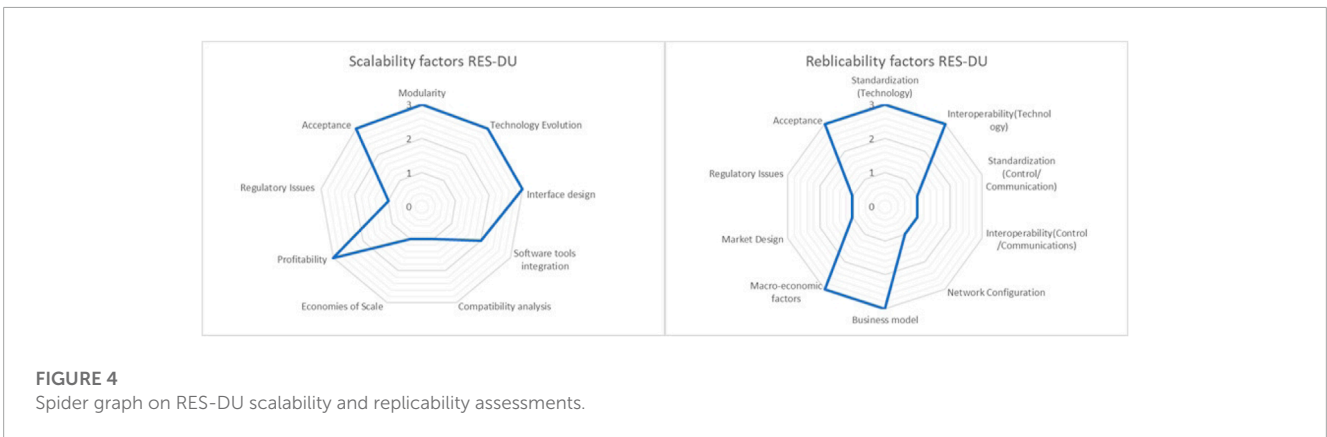 Scalability factors RES-DU
Modularity
3
Acceptance
Technology Evolution
2
Regulatory Issues
1
Interface design
0
Software tools
integration
Profitability
Economies of Scale
Compatibility analysis
Reblicability factors RES-DU
Standardization
(Technology)
3
Acceptance
Interoperability(Technol
ogy)
2
Regulatory Issues
1
Standardization
(Control/
Communication)
0
Market Design
Interoperability(Control
/Communications)
Macro-economic
factors
Network Configuration
Business model
FIGURE 4
Spider graph on RES-DU scalability and replicability assessments.